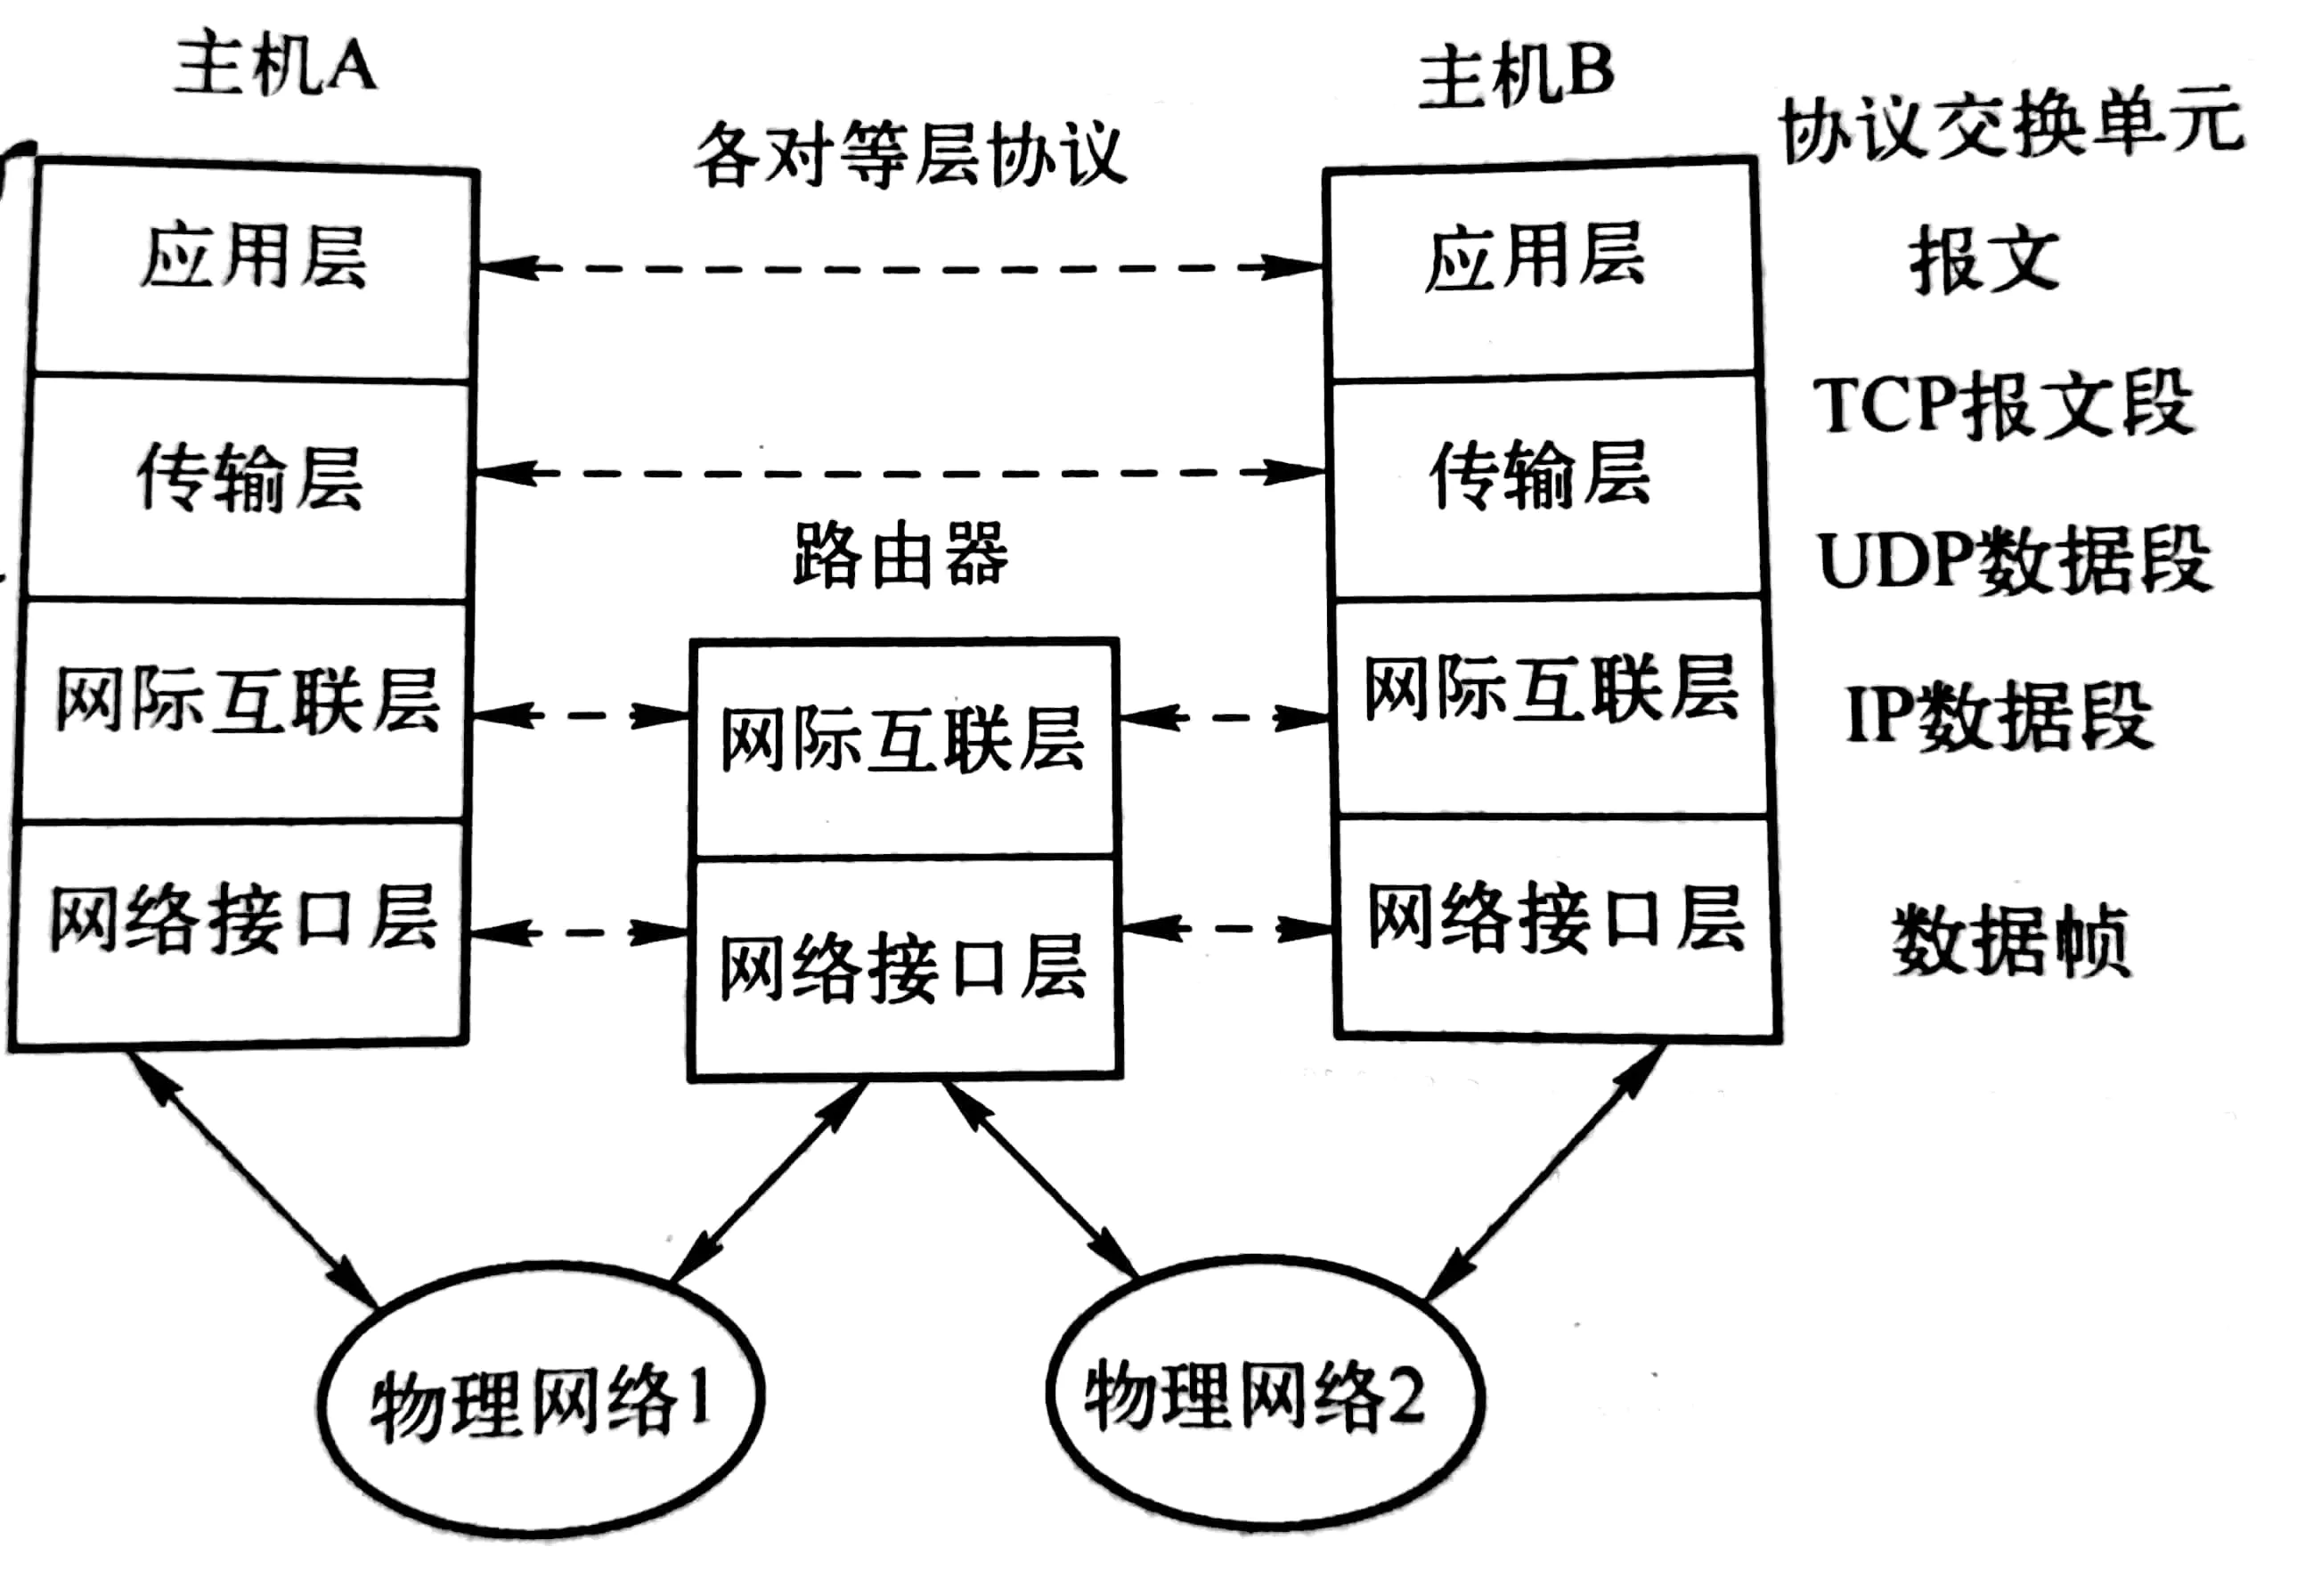 主机A
主机B
协议交换单元
各对等层协议
应用层
应用层
报文
传输层
传输层
TCP报文段
UDP数据段
路由器
网际互联层
网际互联层
网际互联层
IP数据段
网络接口层
网络接口层
网络接口层
数据帧
物理网络1
物理网络2